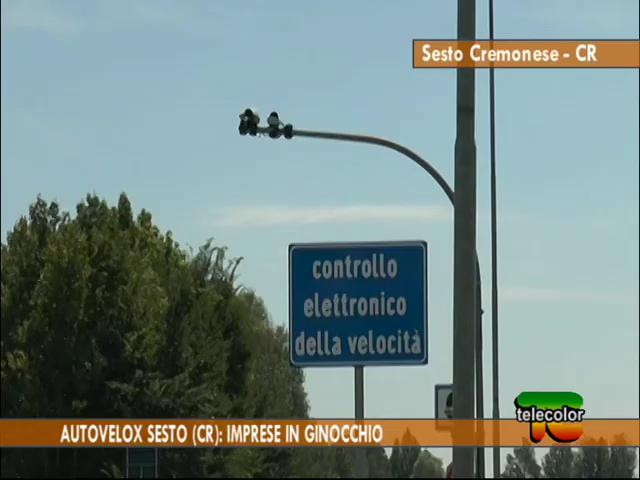 Sesto Cremonese - CR
controllo
elettronico
della velocità
telecolor
AUTOVELOX SESTO (CR): IMPRESE IN GINOCCHIO